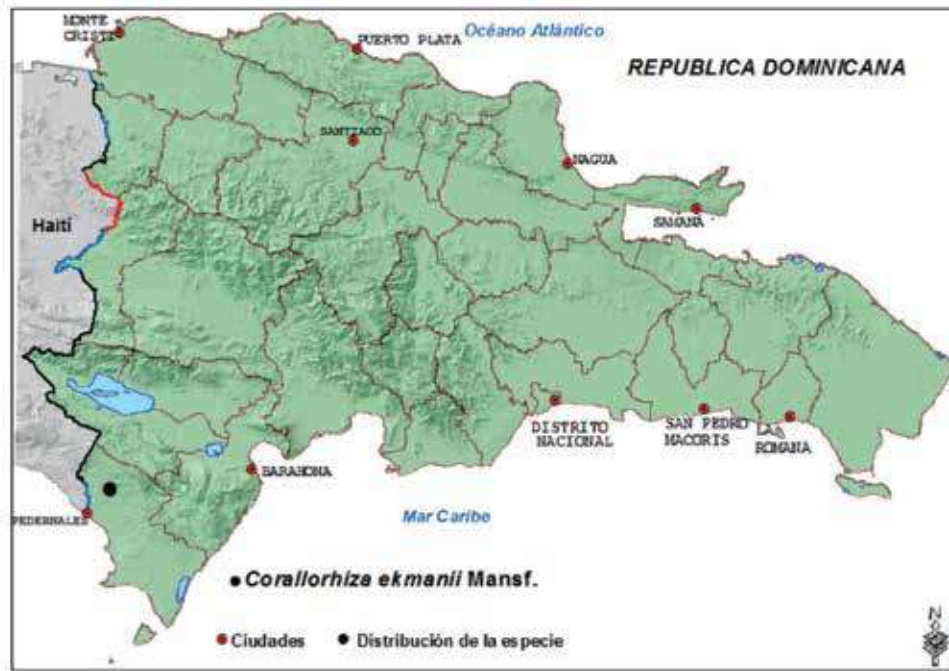 MONTE
CRISTI
PUERTO PLATA
Océano Atlántico
REPUBLICA DOMINICANA
SANTIAGO
NAGUA
SAMANA
Haití
DISTRITO
NACIONAL
SAN PEDRO
MACORIS
LA
ROMANA
BARAHONA
PEDERNALES
Mar Caribe
Corallorhiza ekmanii Mansf.
Ciudades
Distribución de la especie
N